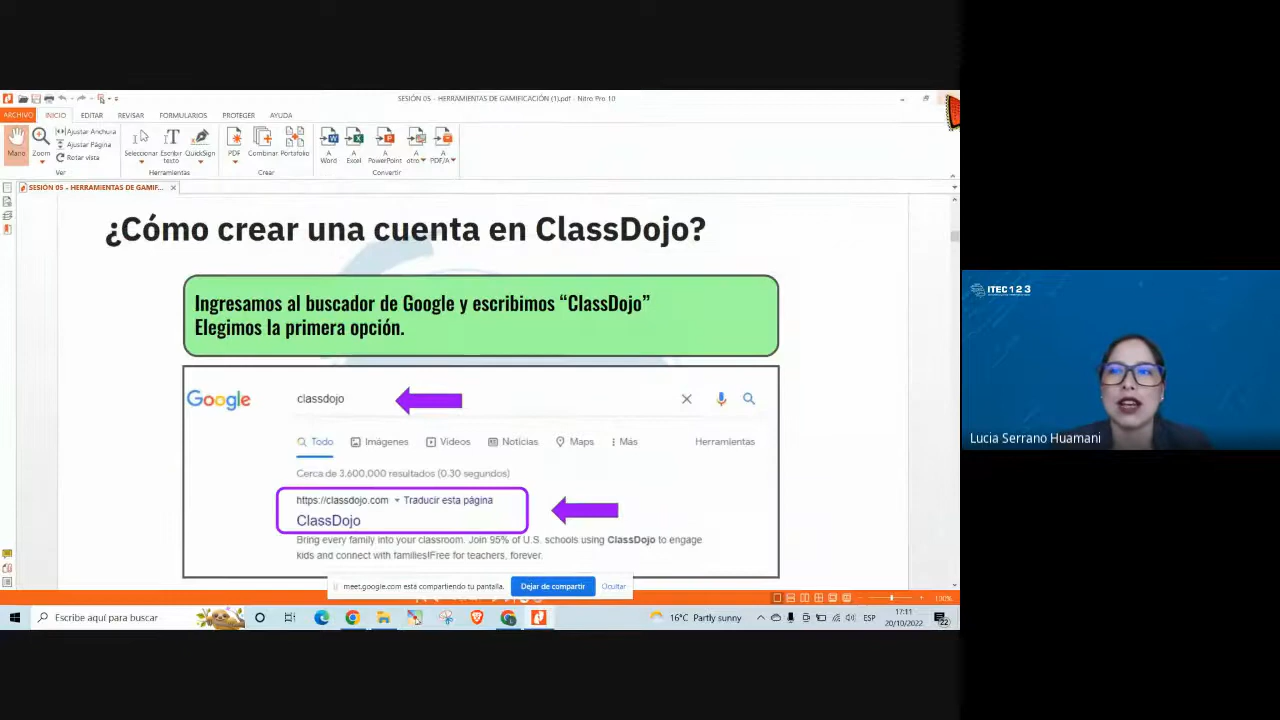 SESIÓN 05 - HERRAMIENTAS DE GAMIFICACIÓN (1).pdf - Nitro Pro 10
ARCHIVO INICIO EDITAR REVISAR FORMULARIOS PROTEGER AYUDA
Mano
Zoom
Ajustar Anchura
Ajustar Página
Rotar vista
Ver
Seleccionar
Escribir texto
QuickSign
Herramientas
PDF
Combinar
Portafolio
Crear
A Word
A Excel
A PowerPoint
A otro
A PDF/A
Convertir
SESIÓN 05 - HERRAMIENTAS DE GAMIF...
¿Cómo crear una cuenta en ClassDojo?
Ingresamos al buscador de Google y escribimos “ClassDojo”
Elegimos la primera opción.
Google
classdojo
Todo Imágenes Videos Noticias Maps Más Herramientas
Cerca de 3.600,000 resultados (0.30 segundos)
https://classdojo.com Traducir esta página
ClassDojo
Bring every family into your classroom. Join 95% of U.S. schools using ClassDojo to engage
kids and connect with families!Free for teachers, forever.
meet.google.com está compartiendo tu pantalla. Dejar de compartir Ocultar
100%
Escribe aquí para buscar
16°C Partly sunny
ESP
17:11
20/10/2022
22
ITEC 123
Lucia Serrano Huamani